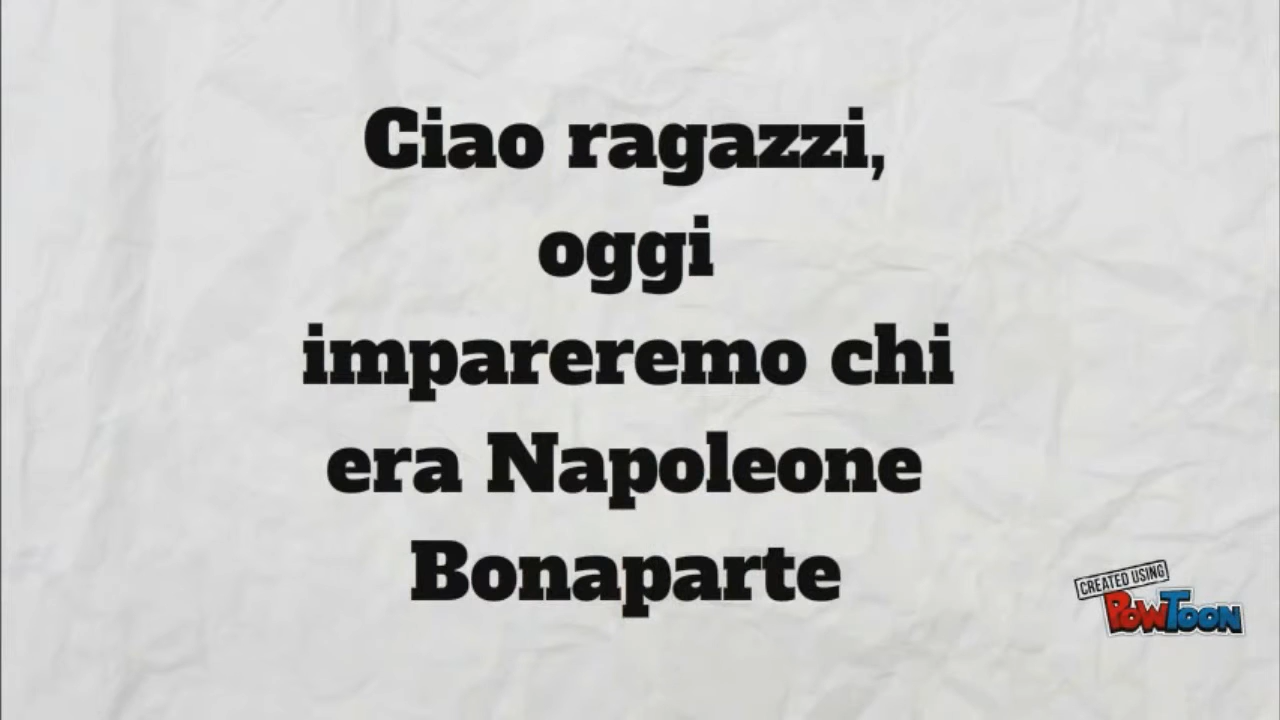 Ciao ragazzi,
oggi
impareremo chi
era Napoleone
Bonaparte
CREATED USING
POWTOON